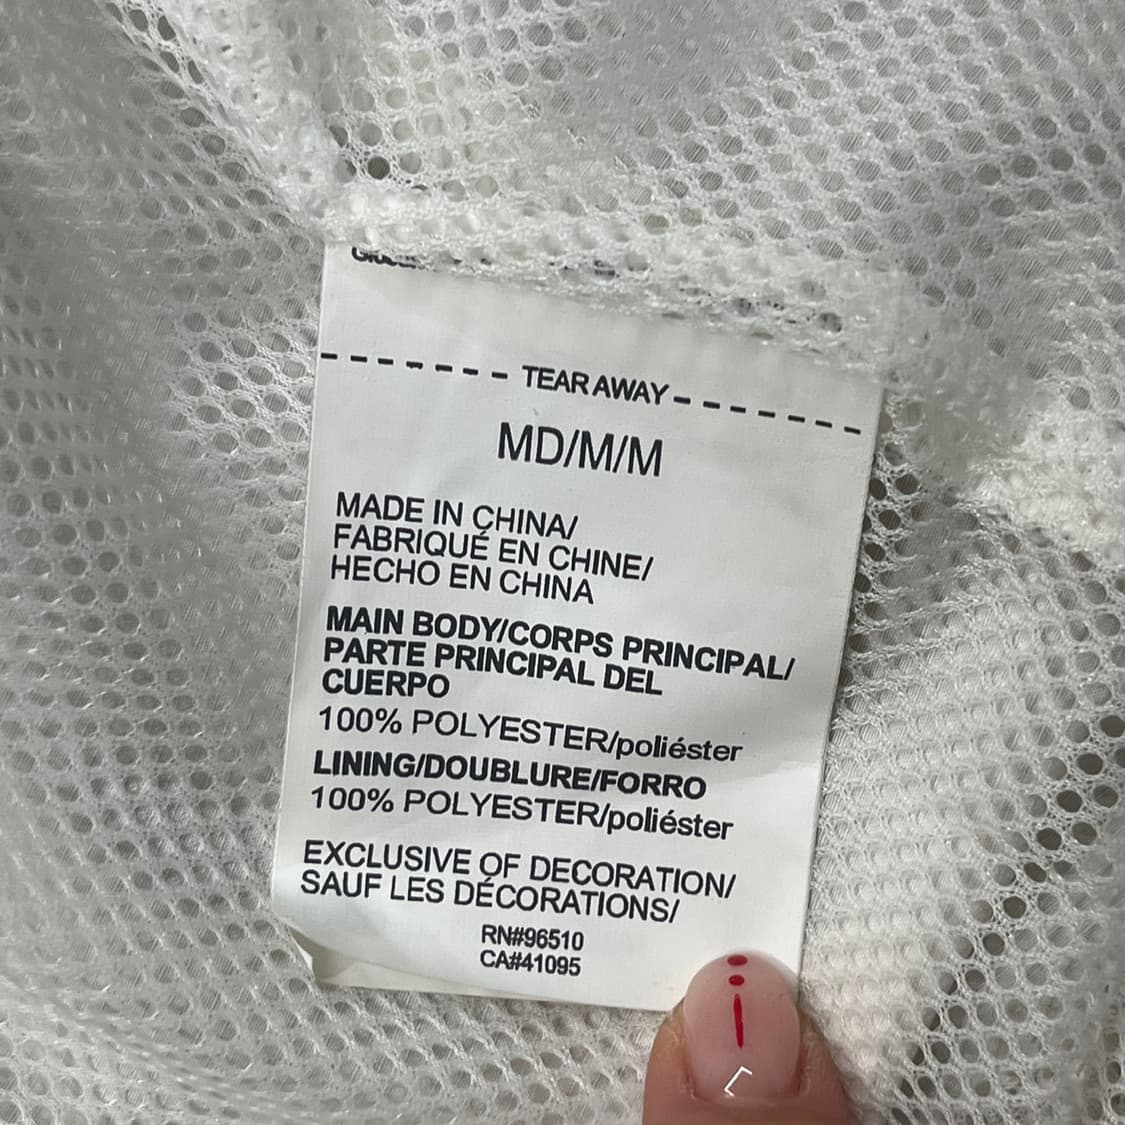 - - - - - - - TEAR AWAY - - - - - - -
MD/M/M
MADE IN CHINA/
FABRIQUÉ EN CHINE/
HECHO EN CHINA
MAIN BODY/CORPS PRINCIPAL/
PARTE PRINCIPAL DEL
CUERPO
100% POLYESTER/poliéster
LINING/DOUBLURE/FORRO
100% POLYESTER/poliéster
EXCLUSIVE OF DECORATION/
SAUF LES DÉCORATIONS/
RN#96510
CA#41095